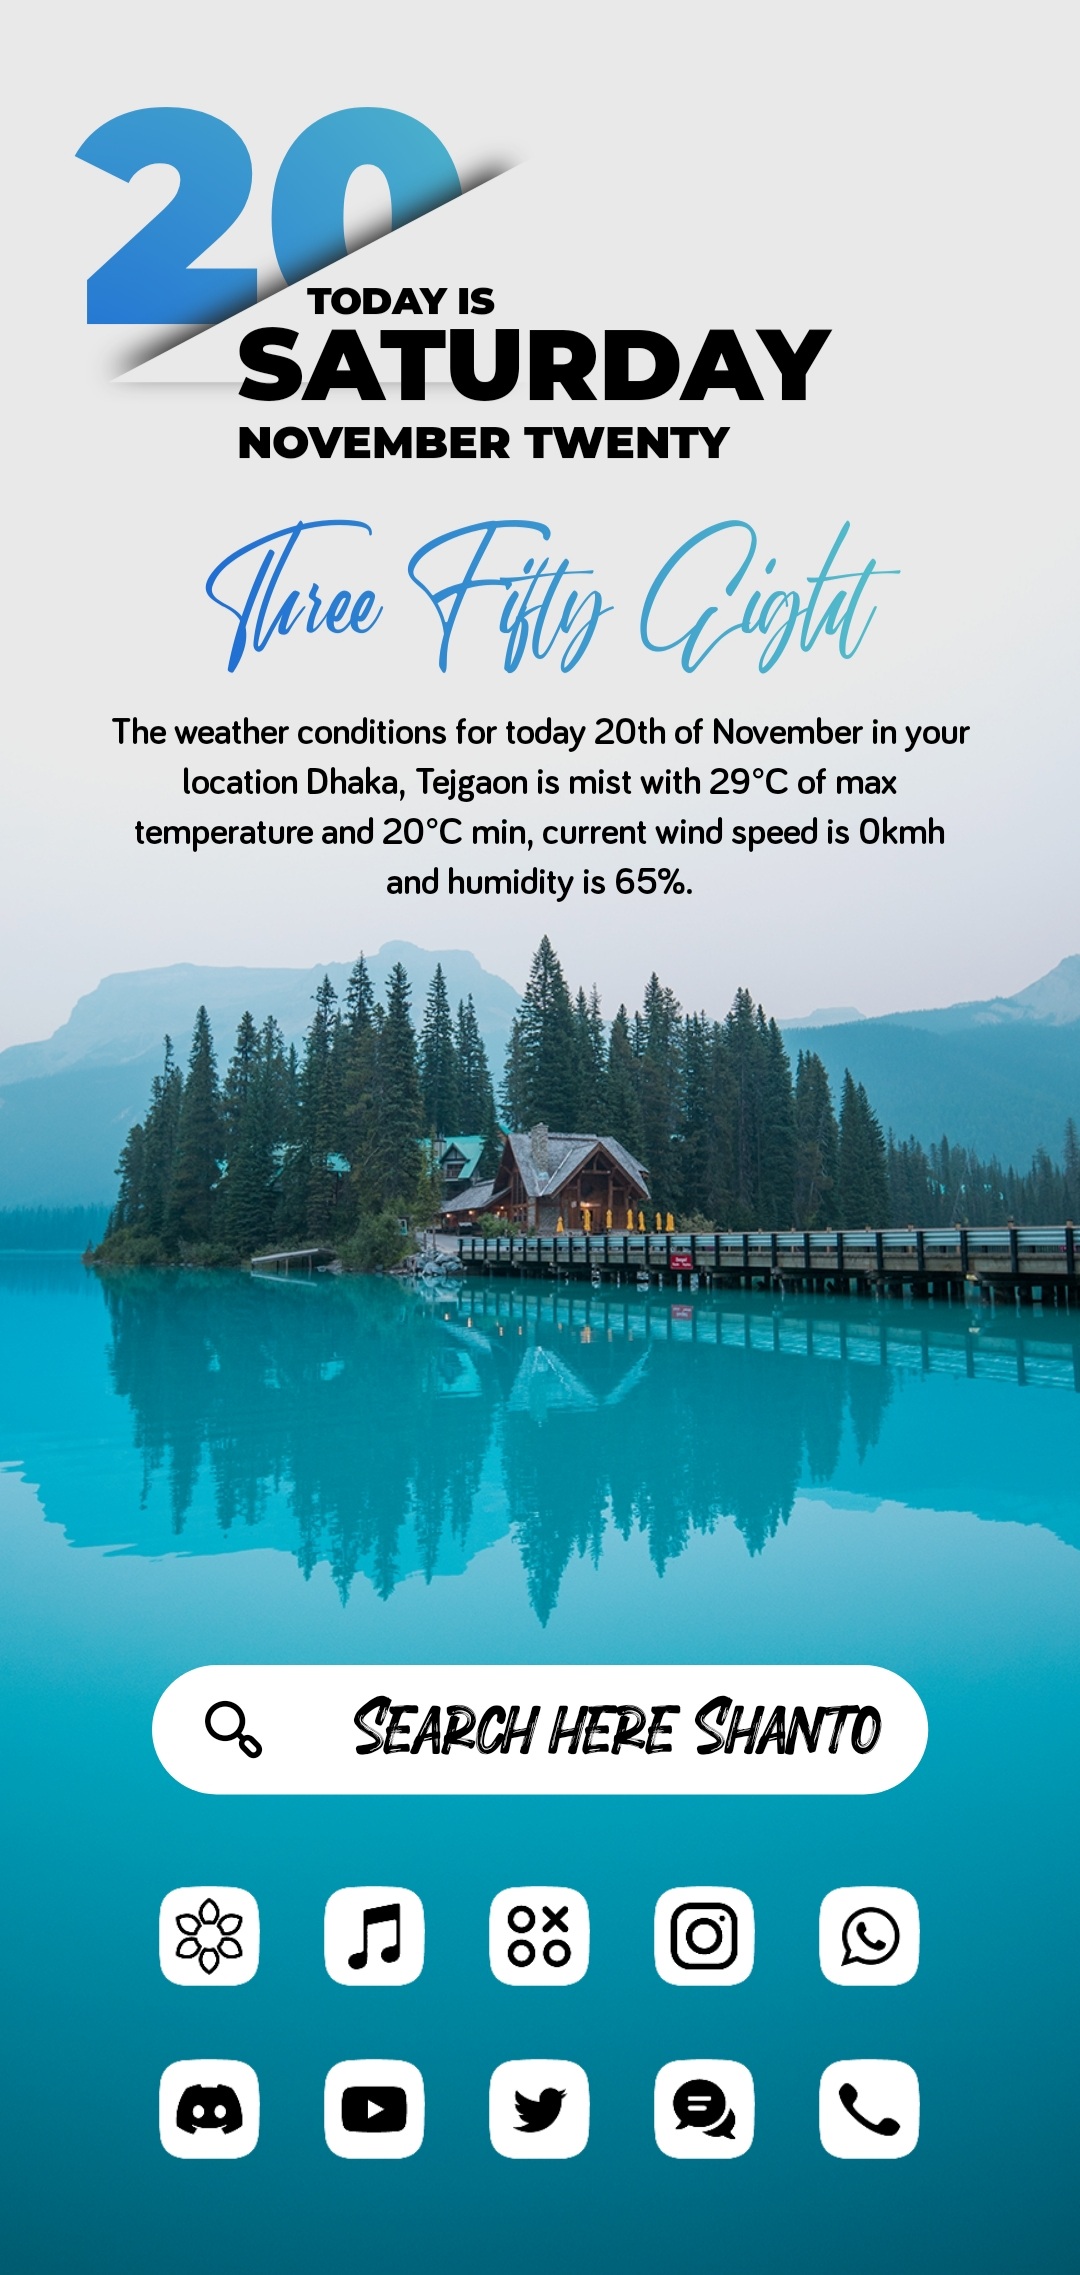 20
TODAY IS
SATURDAY
NOVEMBER TWENTY
Three Fifty Eight
The weather conditions for today 20th of November in your
location Dhaka, Tejgaon is mist with 29°C of max
temperature and 20°C min, current wind speed is 0kmh
and humidity is 65%.
SEARCH HERE SHANTO